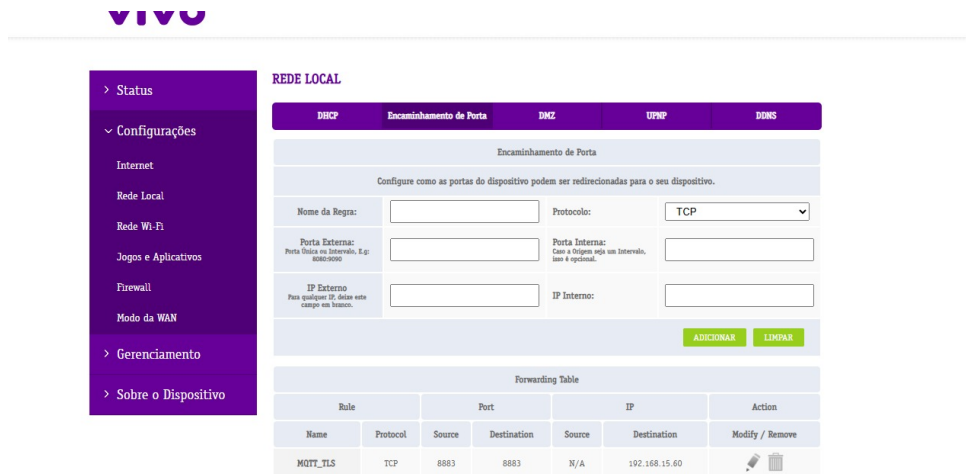 vivo
REDE LOCAL
> Status
Configurações
Internet
Rede Local
Rede Wi-Fi
Jogos e Aplicativos
Firewall
Modo da WAN
> Gerenciamento
> Sobre o Dispositivo
DHCP Encaminhamento de Porta DMZ UPNP DDNS
Encaminhamento de Porta
Configure como as portas do dispositivo podem ser redirecionadas para o seu dispositivo.
Nome da Regra: Protocolo: TCP
Porta Externa:
Porta Única ou Intervalo, E.g:
8080:9090
Porta Interna:
Caso a Origem seja um Intervalo,
isso é opcional.
IP Externo
Para qualquer IP, deixe este
campo em branco.
IP Interno:
ADICIONAR LIMPAR
Forwarding Table
Rule Port IP Action
Name Protocol Source Destination Source Destination Modify / Remove
MQTT_TLS TCP 8883 8883 N/A 192.168.15.60